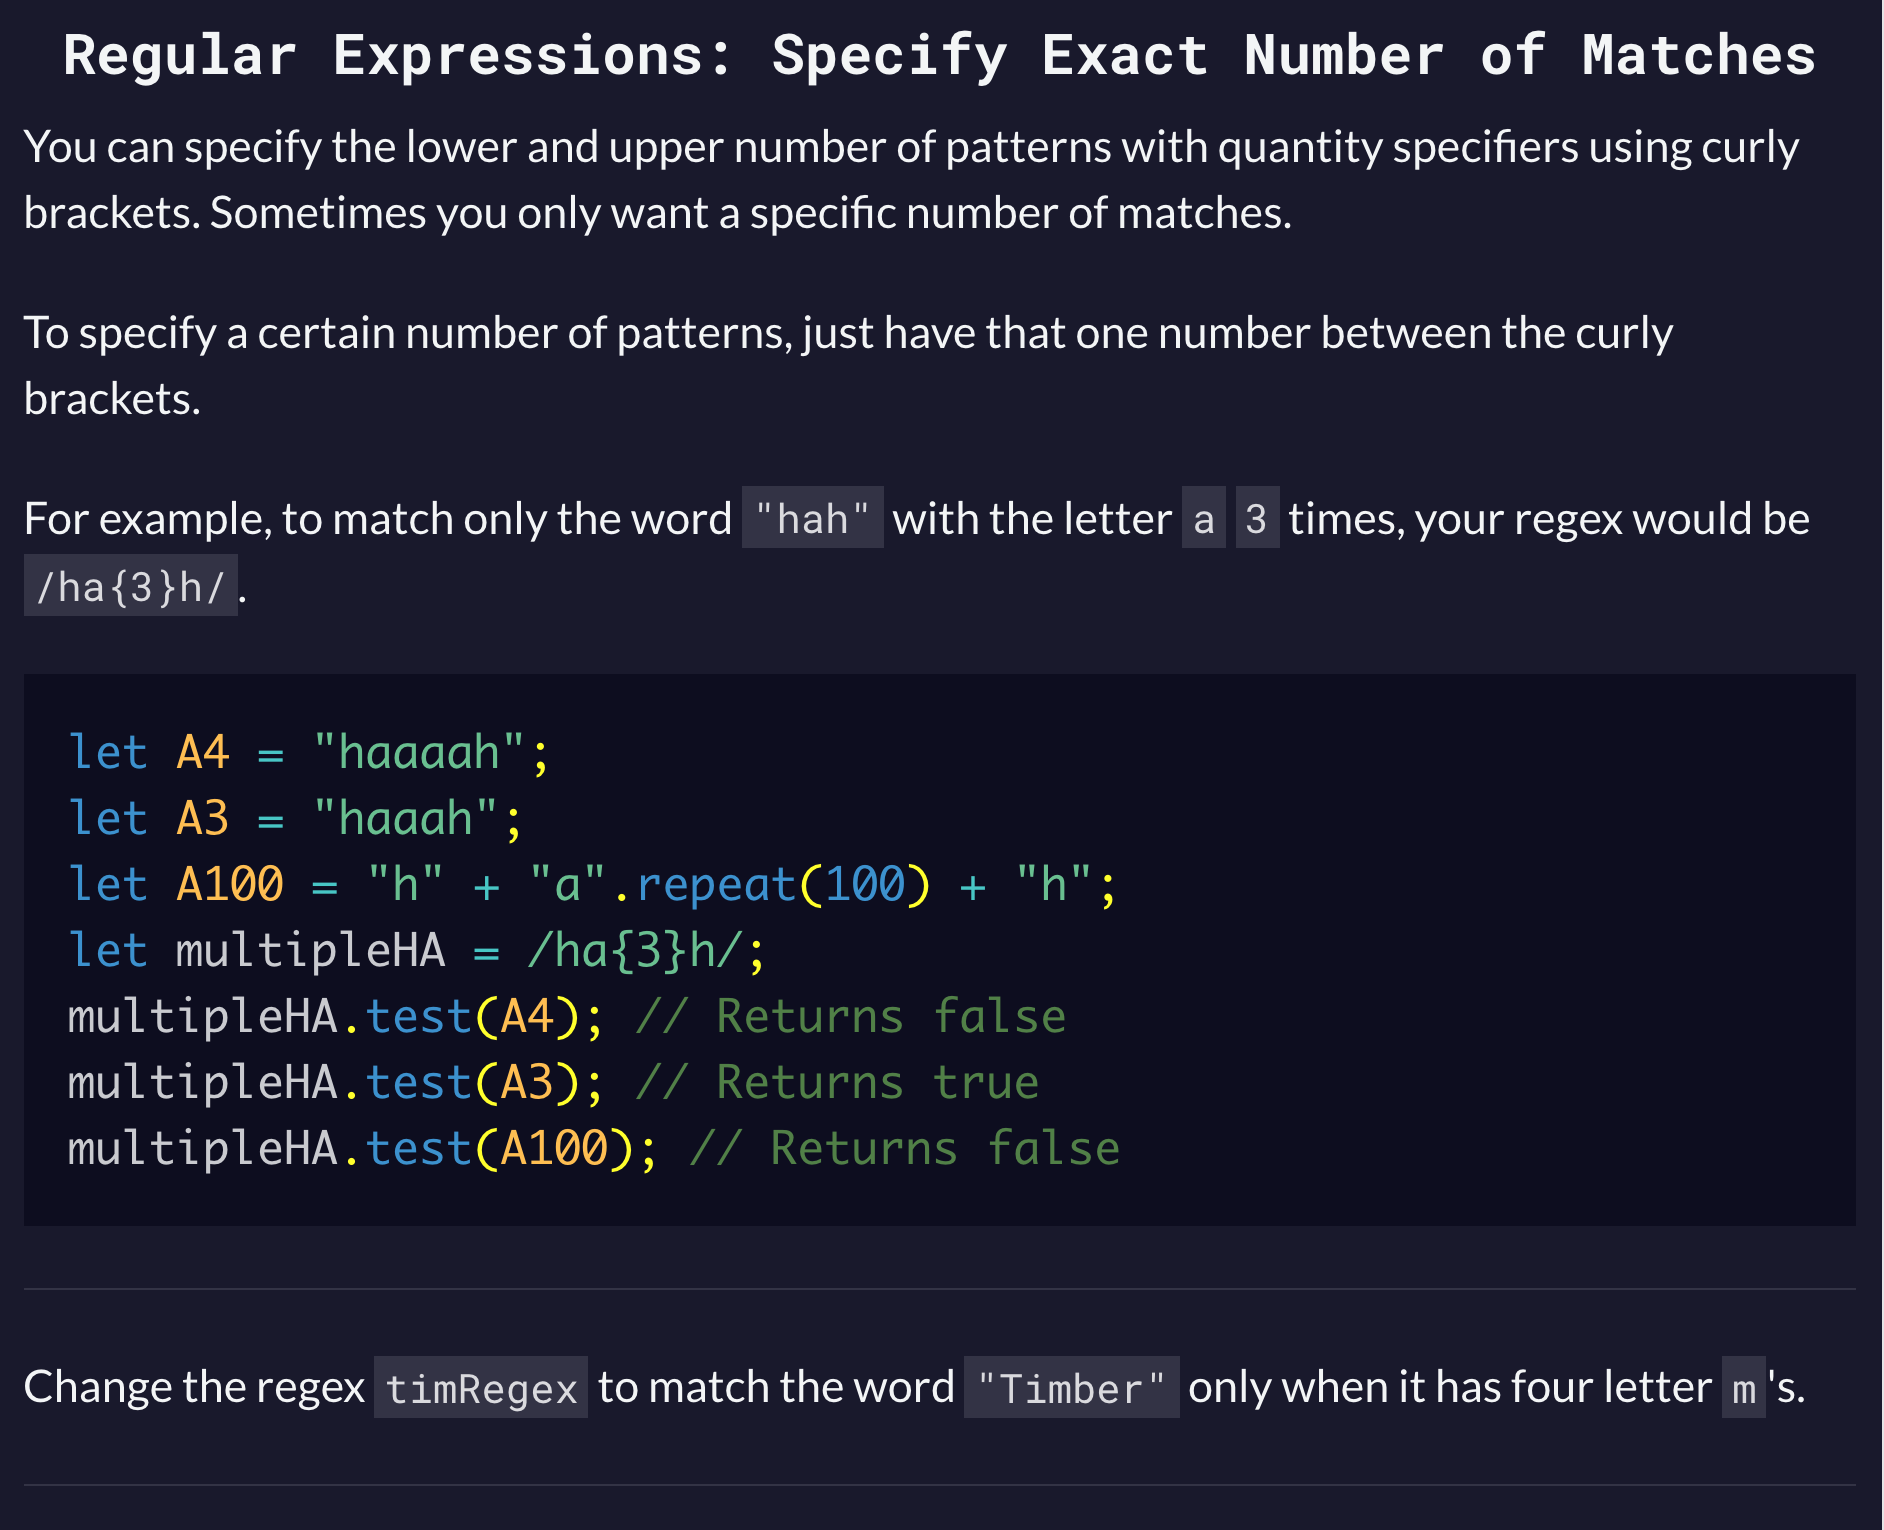 Regular Expressions: Specify Exact Number of Matches
You can specify the lower and upper number of patterns with quantity specifiers using curly
brackets. Sometimes you only want a specific number of matches.
To specify a certain number of patterns, just have that one number between the curly
brackets.
For example, to match only the word "hah" with the letter a 3 times, your regex would be
/ha{3}h/.
let A4 = "haaaah";
let A3 = "haaah";
let A100 = "h" + "a".repeat(100) + "h";
let multipleHA = /ha{3}h/;
multipleHA.test(A4); // Returns false
multipleHA.test(A3); // Returns true
multipleHA.test(A100); // Returns false
Change the regex timRegex to match the word "Timber" only when it has four letter m's.